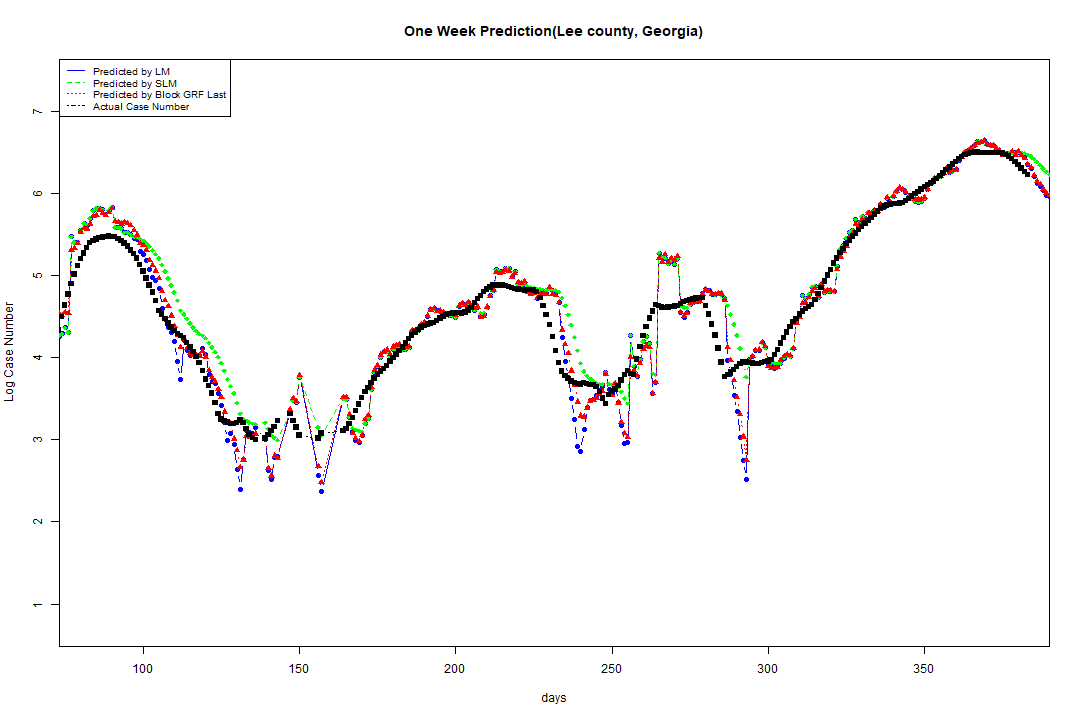 One Week Prediction(Lee county, Georgia)
Predicted by LM
Predicted by SLM
Predicted by Block GRF Last
Actual Case Number
7
6
5
4
3
2
1
Log Case Number
100 150 200 250 300 350
days